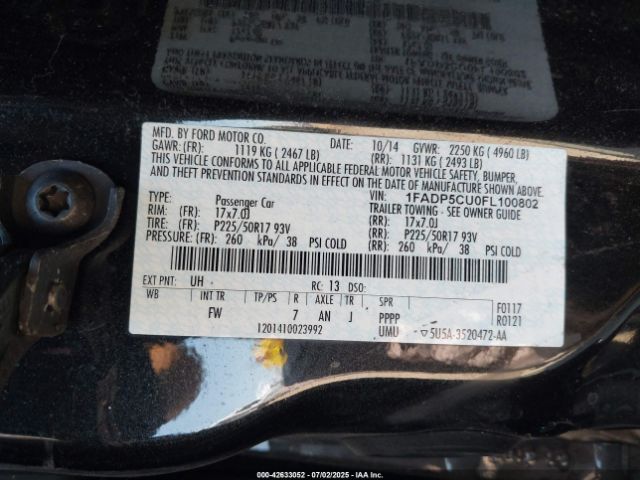 MFD. BY FORD MOTOR CO. DATE: 10/14 GVWR: 2250 KG ( 4960 LB)
GAWR: (FR): 1119 KG ( 2467 LB) (RR): 1131 KG ( 2493 LB)
THIS VEHICLE CONFORMS TO ALL APPLICABLE FEDERAL MOTOR VEHICLE SAFETY, BUMPER,
AND THEFT PREVENTION STANDARDS IN EFFECT ON THE DATE OF MANUFACTURE SHOWN ABOVE.
VIN: 1FADP5CU0FL100802
TYPE: Passenger Car TRAILER TOWING - SEE OWNER GUIDE
RIM: (FR): 17x7.0J (RR): 17x7.0J
TIRE: (FR): P225/50R17 93V (RR): P225/50R17 93V
PRESSURE: (FR): 260 kPa/ 38 PSI COLD (RR): 260 kPa/ 38 PSI COLD
EXT PNT: UH RC: 13 DSO:
WB INT TR TP/PS R AXLE TR SPR F0117
FW 7 AN J PPPP R0121
1201410023992 UMU 5U5A-3520472-AA
000-42633052 07/02/2025 - IAA Inc.